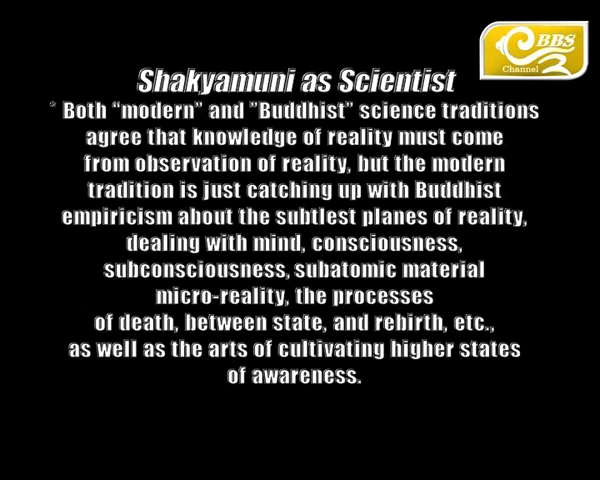 BBS
Channel
2
Shakyamuni as Scientist
* Both “modern” and ”Buddhist” science traditions
agree that knowledge of reality must come
from observation of reality, but the modern
tradition is just catching up with Buddhist
empiricism about the subtlest planes of reality,
dealing with mind, consciousness,
subconsciousness, subatomic material
micro-reality, the processes
of death, between state, and rebirth, etc.,
as well as the arts of cultivating higher states
of awareness.